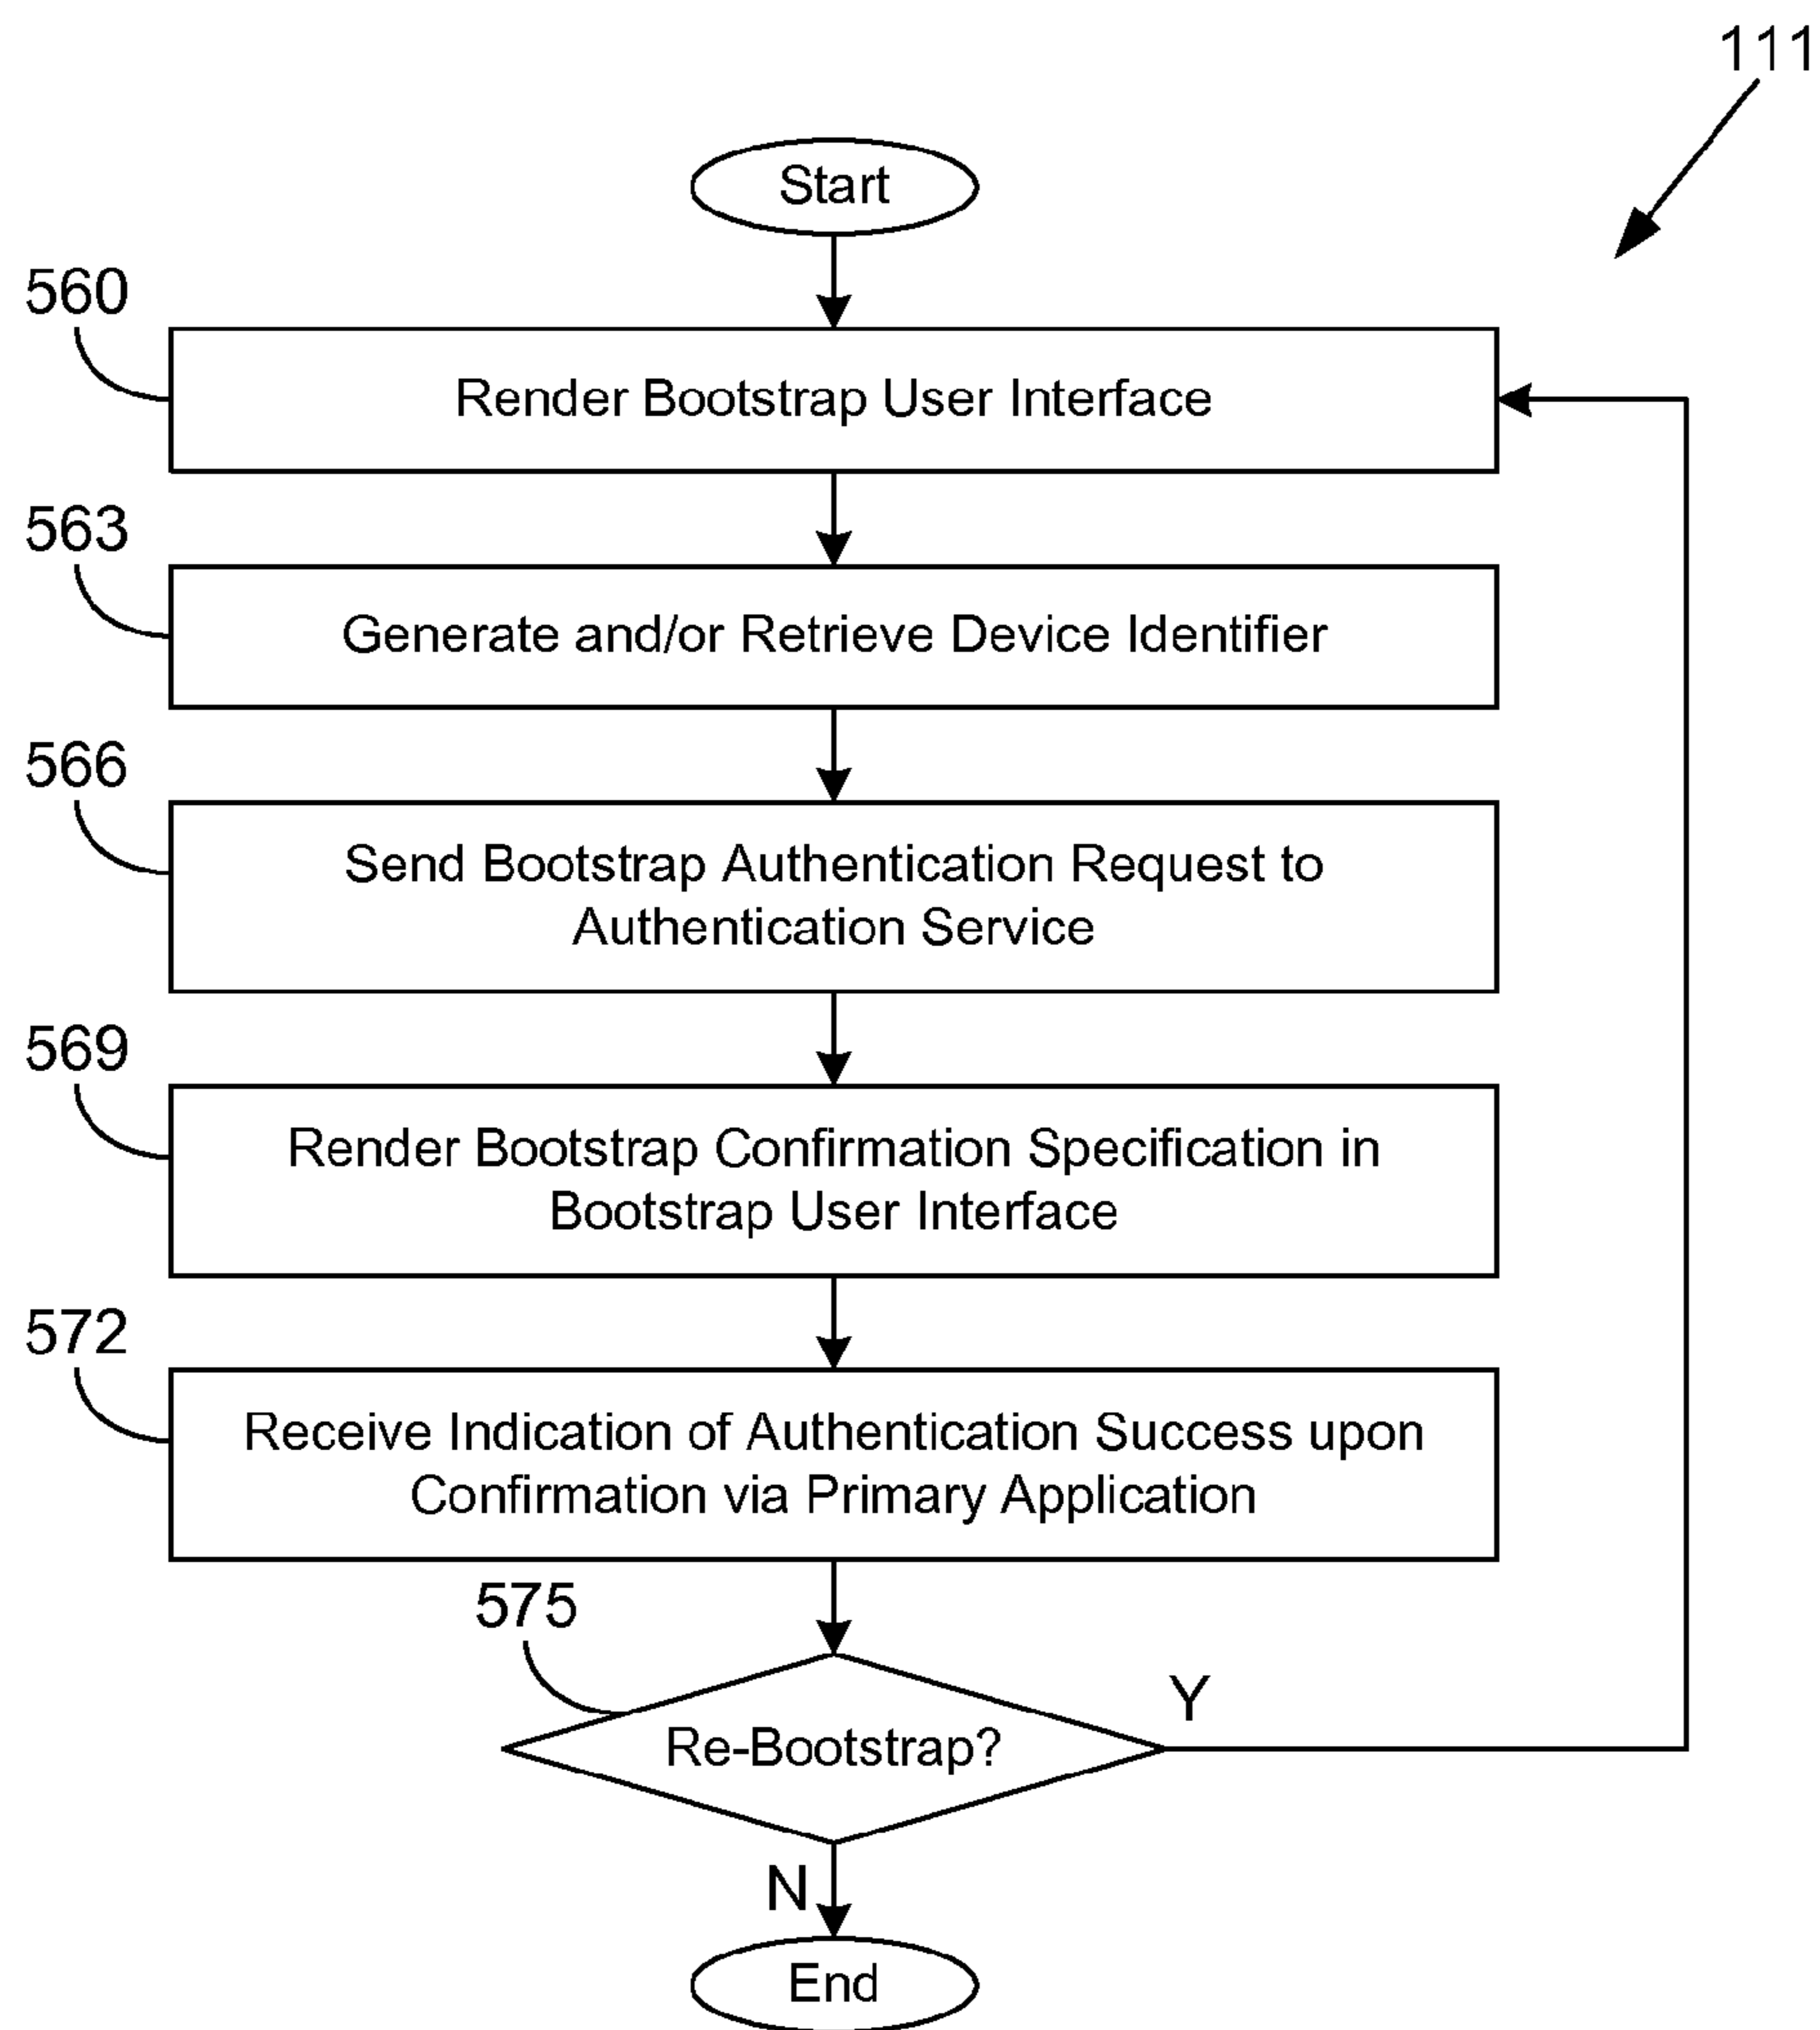 111
Start
560
Render Bootstrap User Interface
563
Generate and/or Retrieve Device Identifier
566
Send Bootstrap Authentication Request to
Authentication Service
569
Render Bootstrap Confirmation Specification in
Bootstrap User Interface
572
Receive Indication of Authentication Success upon
Confirmation via Primary Application
575
Y
Re-Bootstrap?
N
End